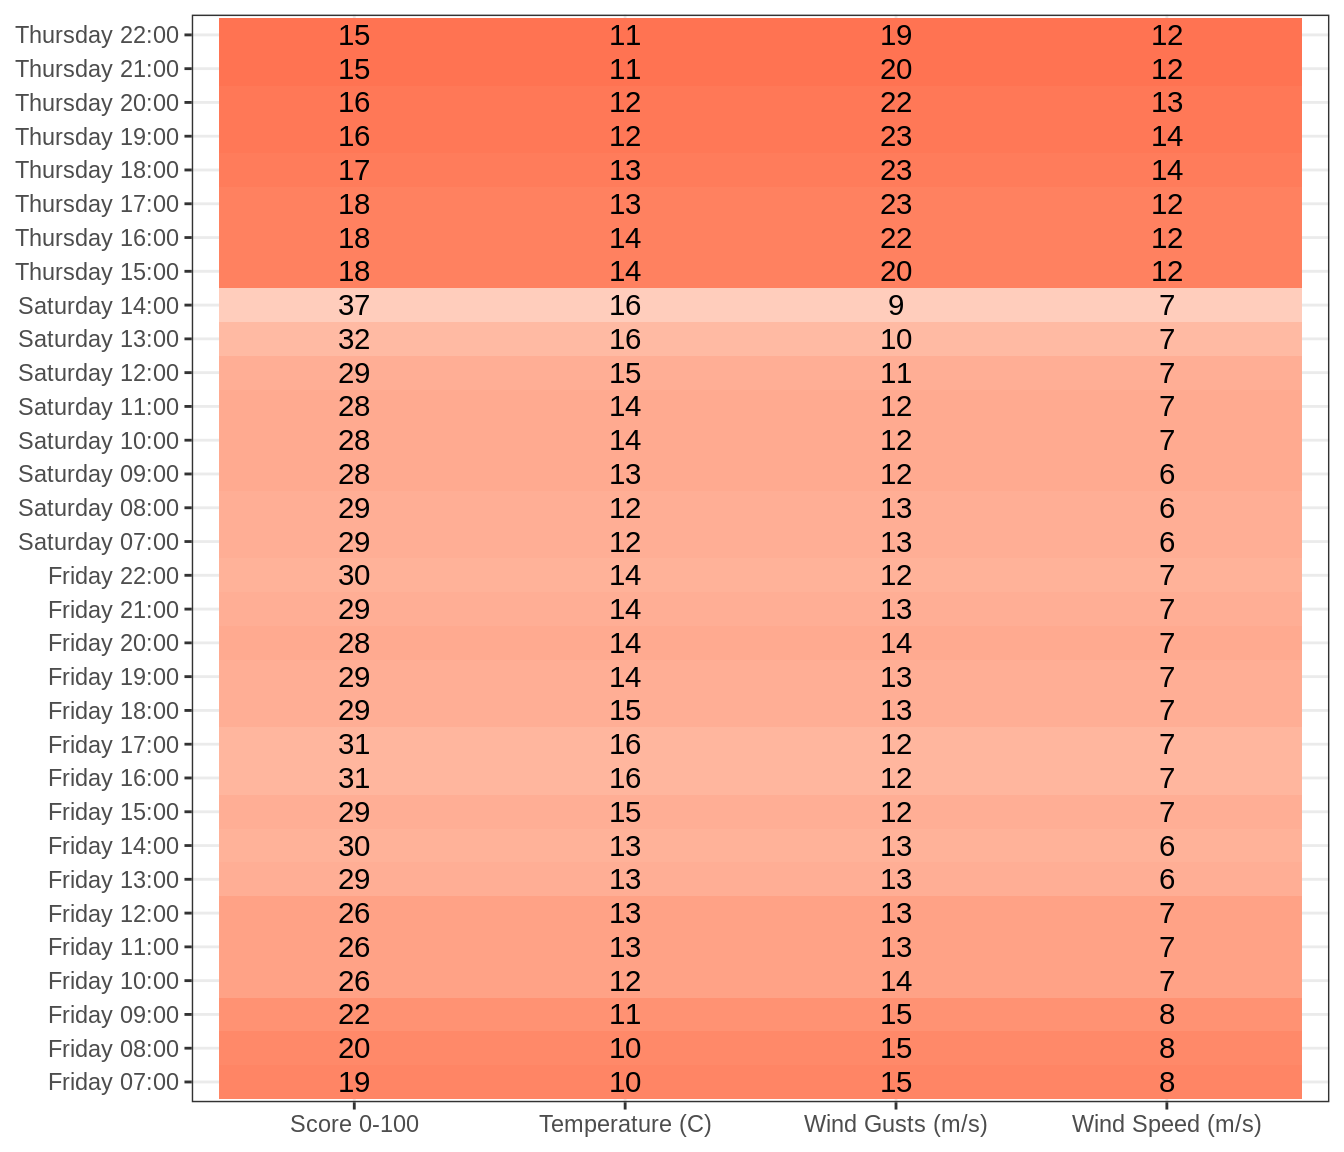 Thursday 22:00 15 11 19 12
Thursday 21:00 15 11 20 12
Thursday 20:00 16 12 22 13
Thursday 19:00 16 12 23 14
Thursday 18:00 17 13 23 14
Thursday 17:00 18 13 23 12
Thursday 16:00 18 14 22 12
Thursday 15:00 18 14 20 12
Saturday 14:00 37 16 9 7
Saturday 13:00 32 16 10 7
Saturday 12:00 29 15 11 7
Saturday 11:00 28 14 12 7
Saturday 10:00 28 14 12 7
Saturday 09:00 28 13 12 6
Saturday 08:00 29 12 13 6
Saturday 07:00 29 12 13 6
Friday 22:00 30 14 12 7
Friday 21:00 29 14 13 7
Friday 20:00 28 14 14 7
Friday 19:00 29 14 13 7
Friday 18:00 29 15 13 7
Friday 17:00 31 16 12 7
Friday 16:00 31 16 12 7
Friday 15:00 29 15 12 7
Friday 14:00 30 13 13 6
Friday 13:00 29 13 13 6
Friday 12:00 26 13 13 7
Friday 11:00 26 13 13 7
Friday 10:00 26 12 14 7
Friday 09:00 22 11 15 8
Friday 08:00 20 10 15 8
Friday 07:00 19 10 15 8
Score 0-100 Temperature (C) Wind Gusts (m/s) Wind Speed (m/s)